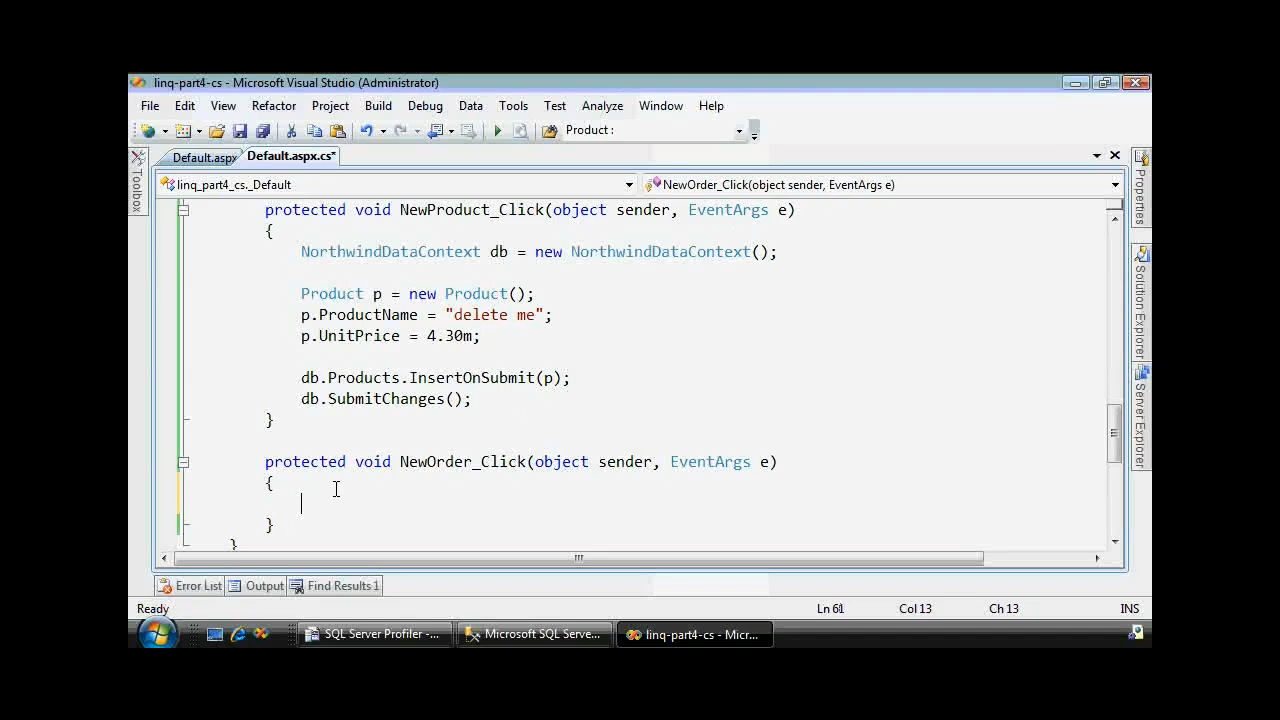 linq-part4-cs - Microsoft Visual Studio (Administrator)
File Edit View Refactor Project Build Debug Data Tools Test Analyze Window Help
Product :
Default.aspx Default.aspx.cs*
linq_part4_cs._Default NewOrder_Click(object sender, EventArgs e)
Toolbox
Properties
Solution Explorer
Server Explorer
protected void NewProduct_Click(object sender, EventArgs e)
{
NorthwindDataContext db = new NorthwindDataContext();
Product p = new Product();
p.ProductName = "delete me";
p.UnitPrice = 4.30m;
db.Products.InsertOnSubmit(p);
db.SubmitChanges();
}
protected void NewOrder_Click(object sender, EventArgs e)
{
}
}
Error List Output Find Results 1
Ready Ln 61 Col 13 Ch 13 INS
SQL Server Profiler -... Microsoft SQL Serve... linq-part4-cs - Micr...